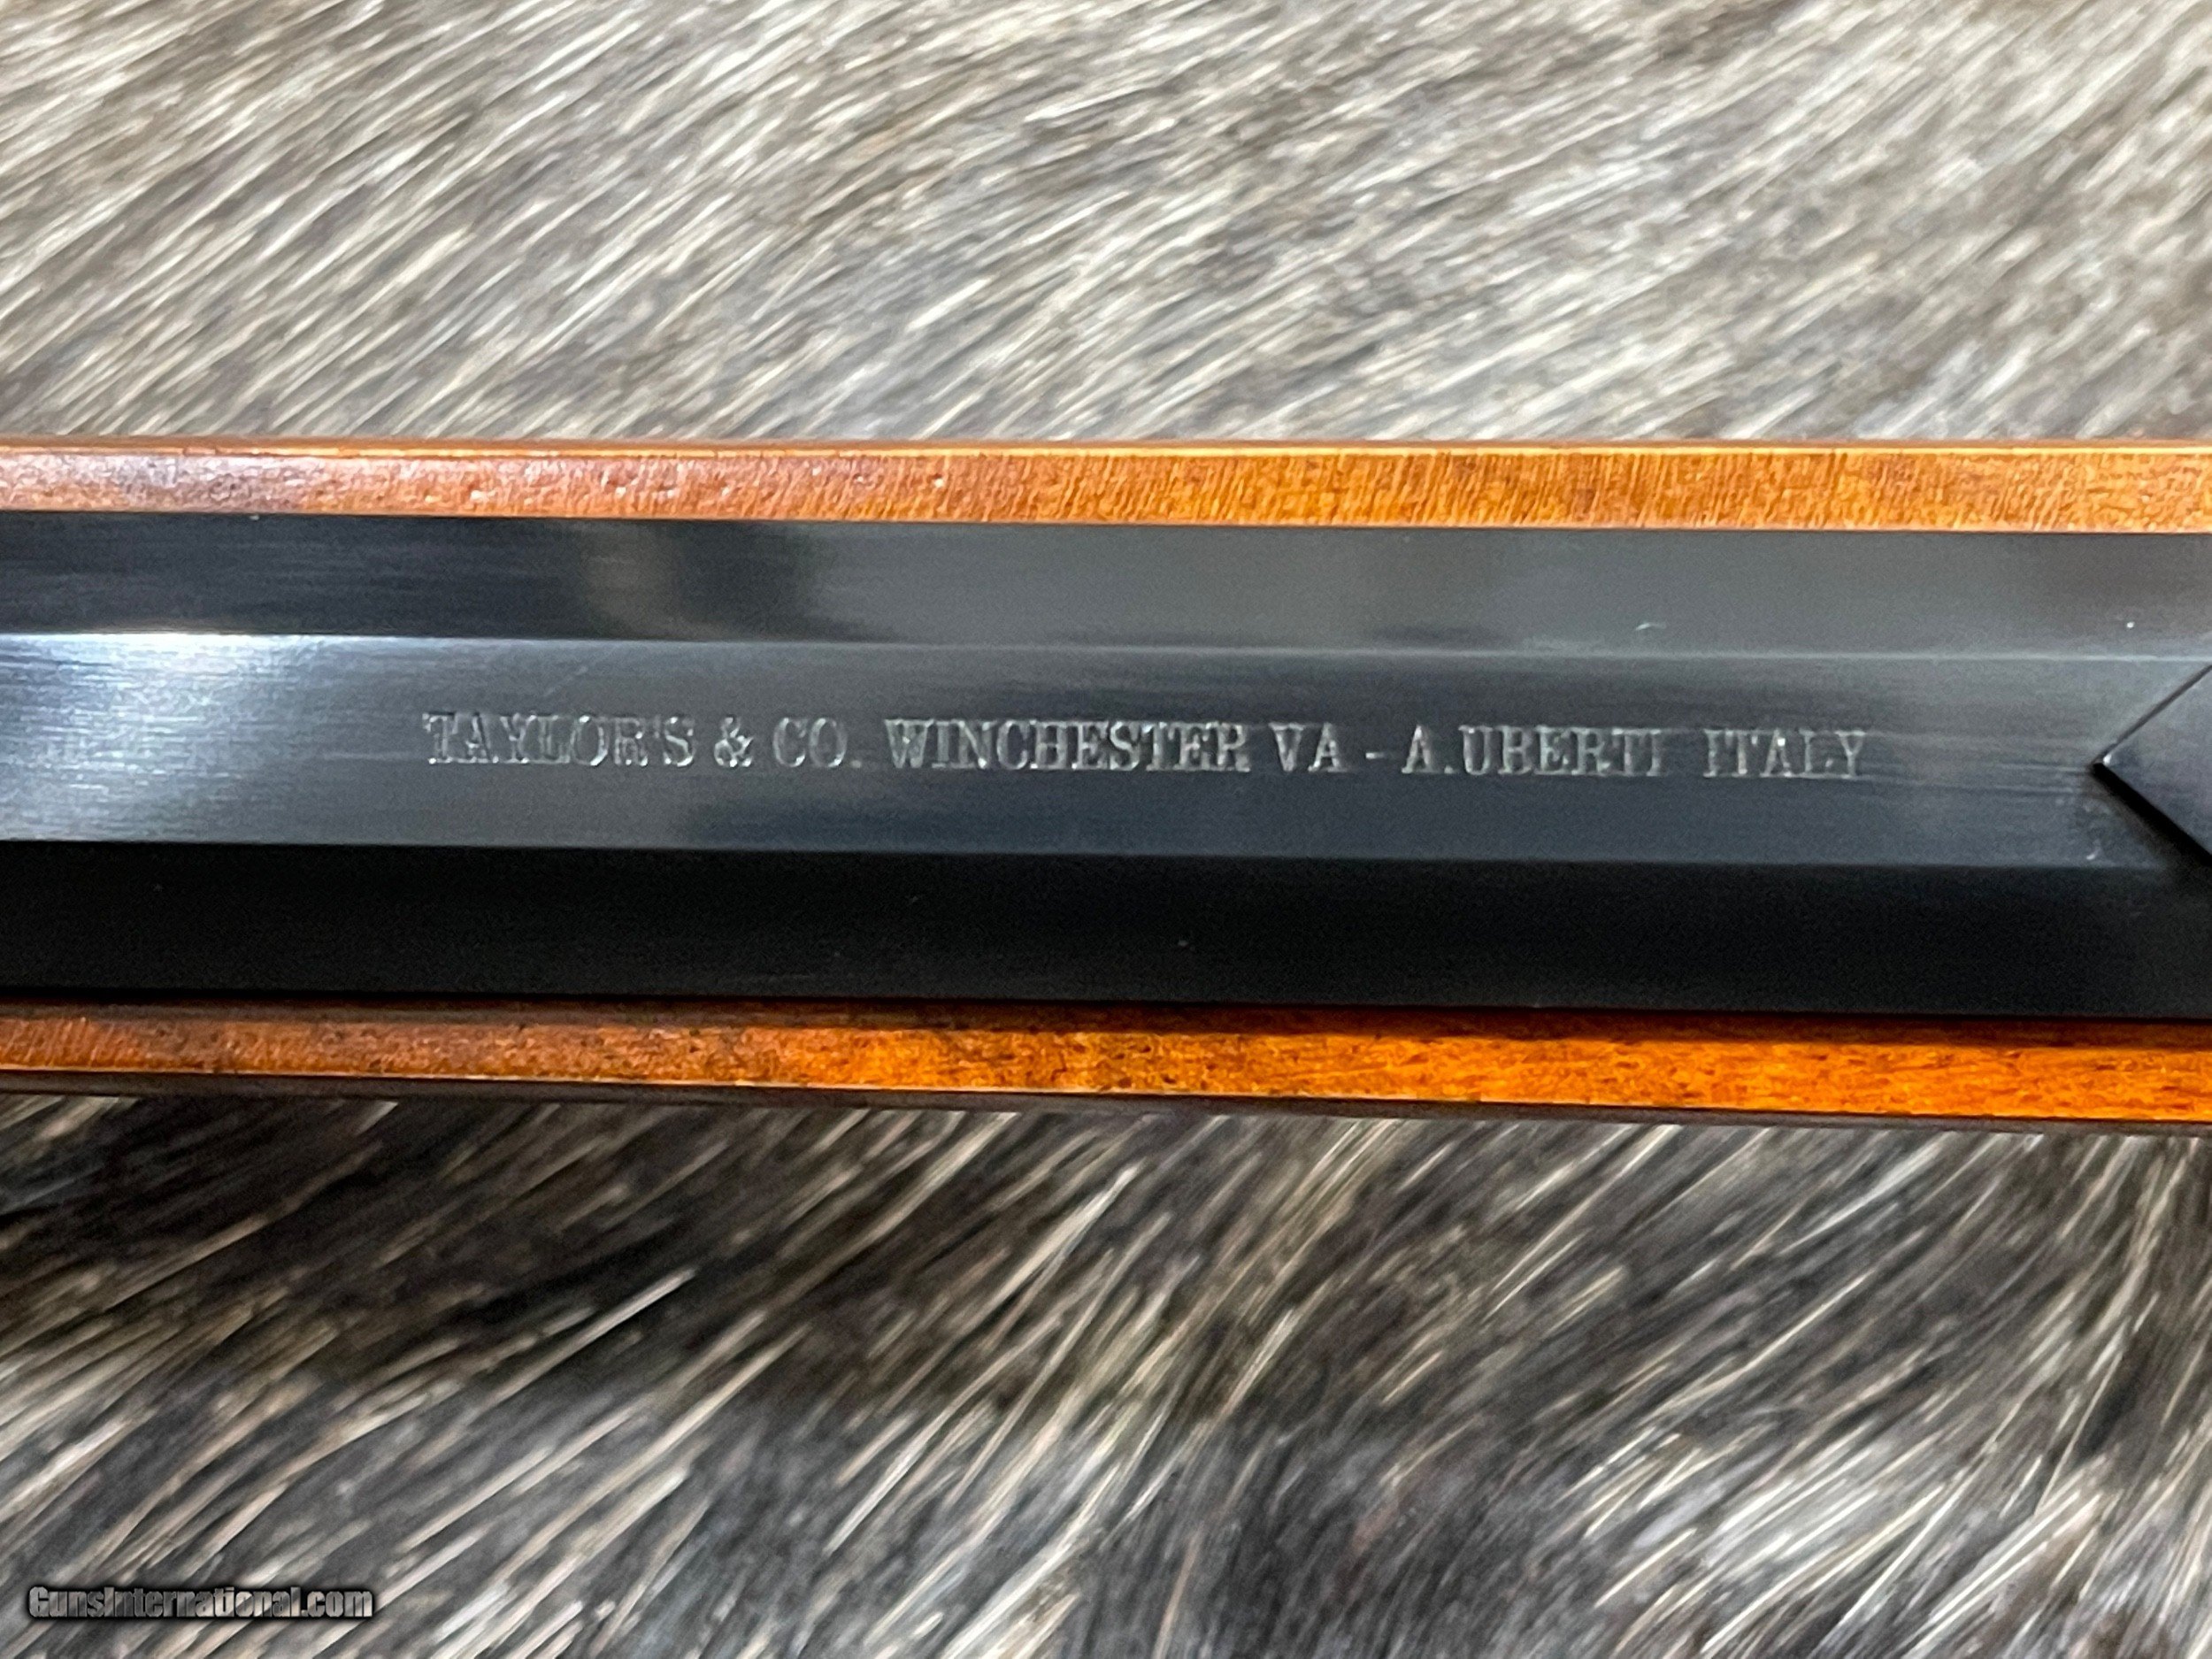 TAYLOR'S & CO. WINCHESTER VA - A.UBERTI ITALY
GunsInternational.com